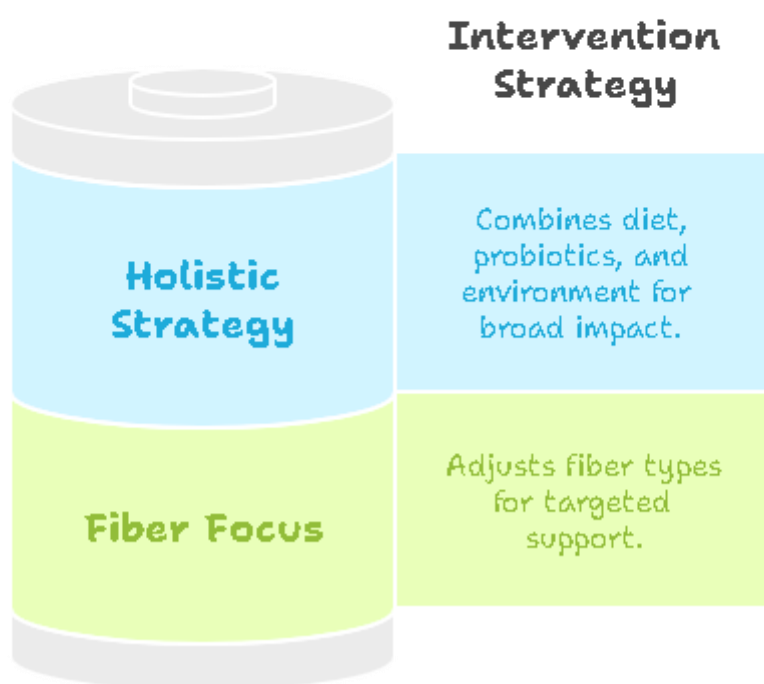 Intervention
Strategy
Holistic
Strategy
Combines diet,
probiotics, and
environment for
broad impact.
Fiber Focus
Adjusts fiber types
for targeted
support.